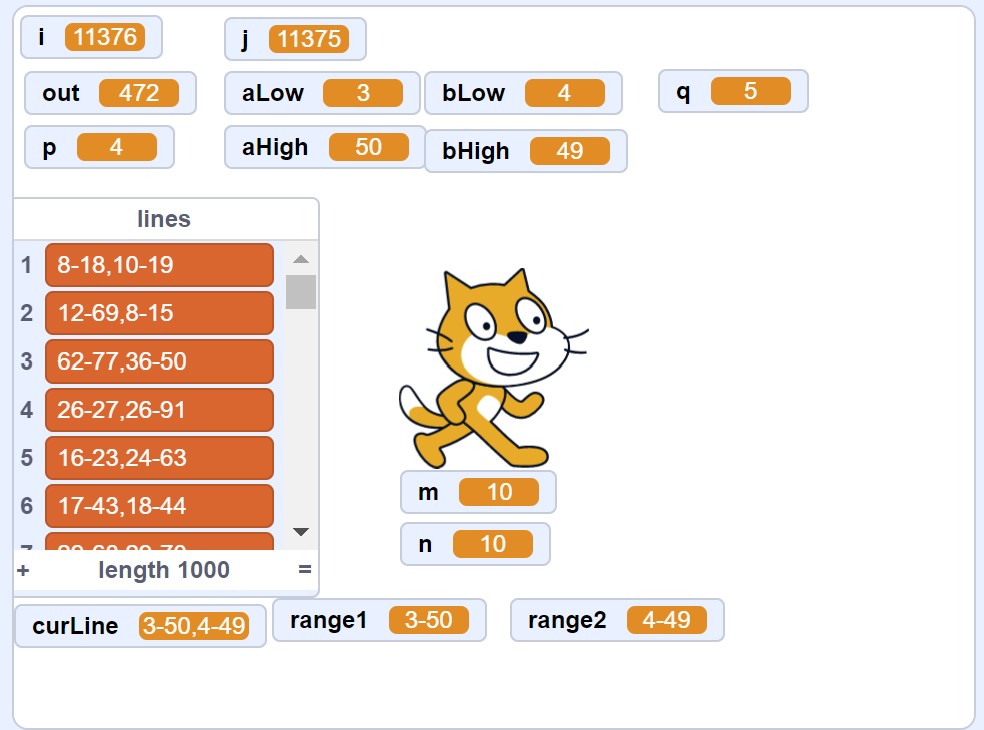 i 11376 j 11375
out 472 aLow 3 bLow 4 q 5
p 4 aHigh 50 bHigh 49
lines
1 8-18,10-19
2 12-69,8-15
3 62-77,36-50
4 26-27,26-91
5 16-23,24-63
6 17-43,18-44
+ length 1000 =
m 10
n 10
curLine 3-50,4-49 range1 3-50 range2 4-49